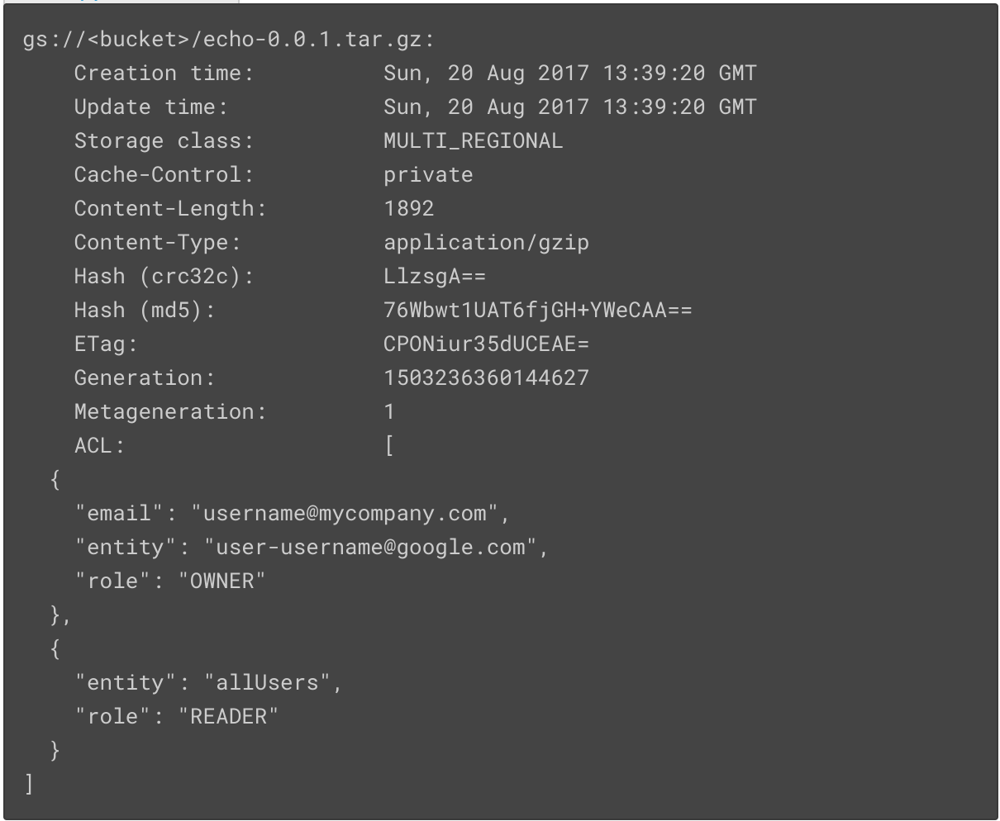 gs://<bucket>/echo-0.0.1.tar.gz:
    Creation time:          Sun, 20 Aug 2017 13:39:20 GMT
    Update time:            Sun, 20 Aug 2017 13:39:20 GMT
    Storage class:          MULTI_REGIONAL
    Cache-Control:          private
    Content-Length:         1892
    Content-Type:           application/gzip
    Hash (crc32c):          LlzsgA==
    Hash (md5):             76Wbwt1UAT6fjGH+YWeCAA==
    ETag:                   CPONiur35dUCEAE=
    Generation:             1503236360144627
    Metageneration:         1
    ACL:                    [
  {
    "email": "username@mycompany.com",
    "entity": "user-username@google.com",
    "role": "OWNER"
  },
  {
    "entity": "allUsers",
    "role": "READER"
  }
]